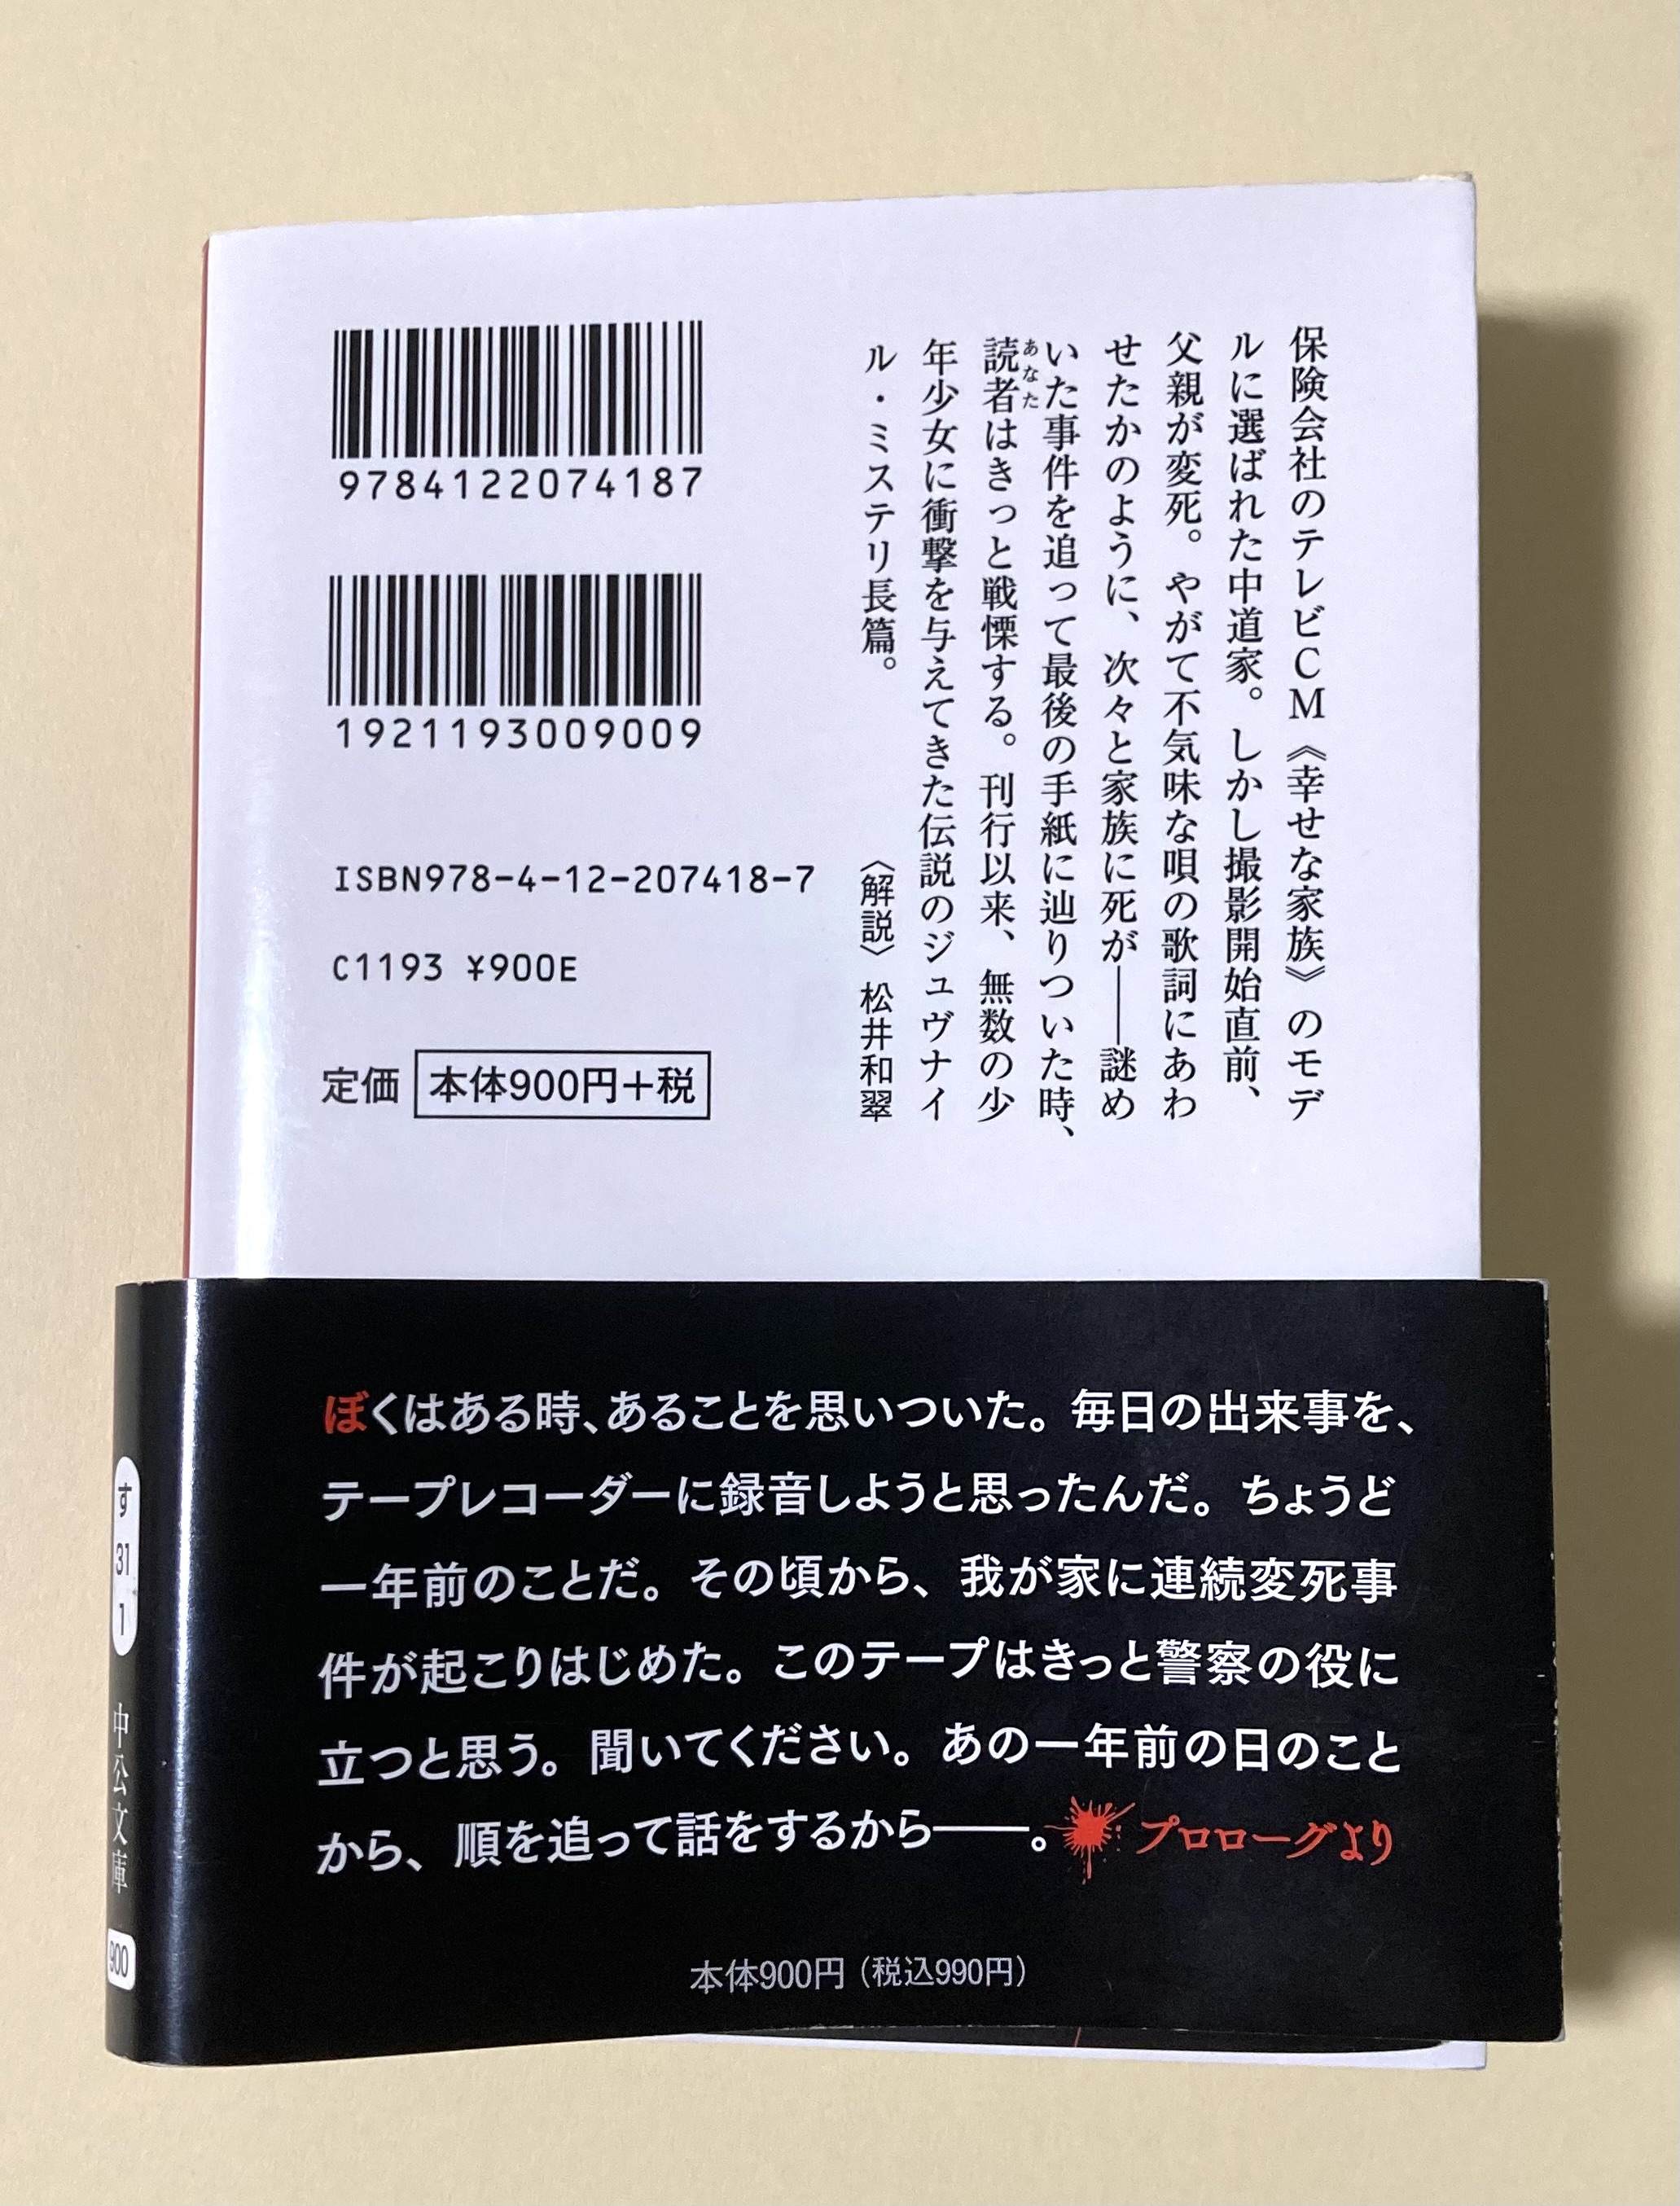 保険会社のテレビCM《幸せな家族》のモデ
ルに選ばれた中道家。しかし撮影開始直前、
父親が変死。やがて不気味な唄の歌詞にあわ
せたかのように、次々と家族に死が――謎め
いた事件を追って最後の手紙に辿りついた時、
あなた
読者はきっと戦慄する。刊行以来、無数の少
年少女に衝撃を与えてきた伝説のジュヴナイ
ル・ミステリ長篇。
〈解説〉松井和翠
9784122074187
1921193009009
ISBN978-4-12-207418-7
C1193 ¥900E
定価 本体900円+税
ぼくはある時、あることを思いついた。毎日の出来事を、
テープレコーダーに録音しようと思ったんだ。ちょうど
一年前のことだ。その頃から、我が家に連続変死事
件が起こりはじめた。このテープはきっと警察の役に
立つと思う。聞いてください。あの一年前の日のこと
から、順を追って話をするから――。
プロローグより
本体900円(税込990円)
す
31
1
中公文庫
900